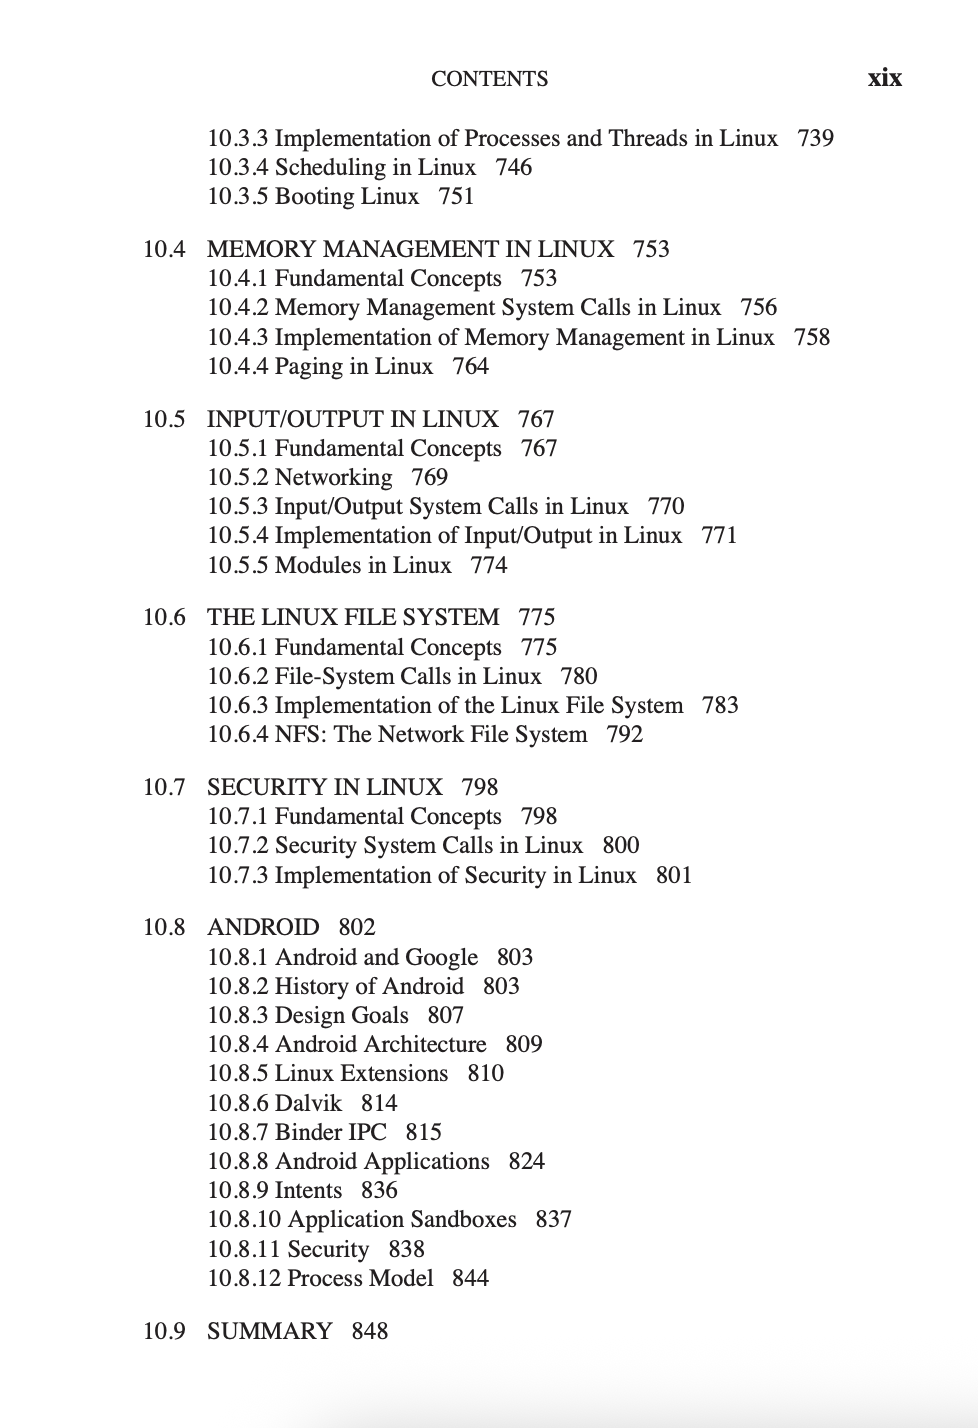 CONTENTS xix
10.3.3 Implementation of Processes and Threads in Linux 739
10.3.4 Scheduling in Linux 746
10.3.5 Booting Linux 751
10.4 MEMORY MANAGEMENT IN LINUX 753
10.4.1 Fundamental Concepts 753
10.4.2 Memory Management System Calls in Linux 756
10.4.3 Implementation of Memory Management in Linux 758
10.4.4 Paging in Linux 764
10.5 INPUT/OUTPUT IN LINUX 767
10.5.1 Fundamental Concepts 767
10.5.2 Networking 769
10.5.3 Input/Output System Calls in Linux 770
10.5.4 Implementation of Input/Output in Linux 771
10.5.5 Modules in Linux 774
10.6 THE LINUX FILE SYSTEM 775
10.6.1 Fundamental Concepts 775
10.6.2 File-System Calls in Linux 780
10.6.3 Implementation of the Linux File System 783
10.6.4 NFS: The Network File System 792
10.7 SECURITY IN LINUX 798
10.7.1 Fundamental Concepts 798
10.7.2 Security System Calls in Linux 800
10.7.3 Implementation of Security in Linux 801
10.8 ANDROID 802
10.8.1 Android and Google 803
10.8.2 History of Android 803
10.8.3 Design Goals 807
10.8.4 Android Architecture 809
10.8.5 Linux Extensions 810
10.8.6 Dalvik 814
10.8.7 Binder IPC 815
10.8.8 Android Applications 824
10.8.9 Intents 836
10.8.10 Application Sandboxes 837
10.8.11 Security 838
10.8.12 Process Model 844
10.9 SUMMARY 848